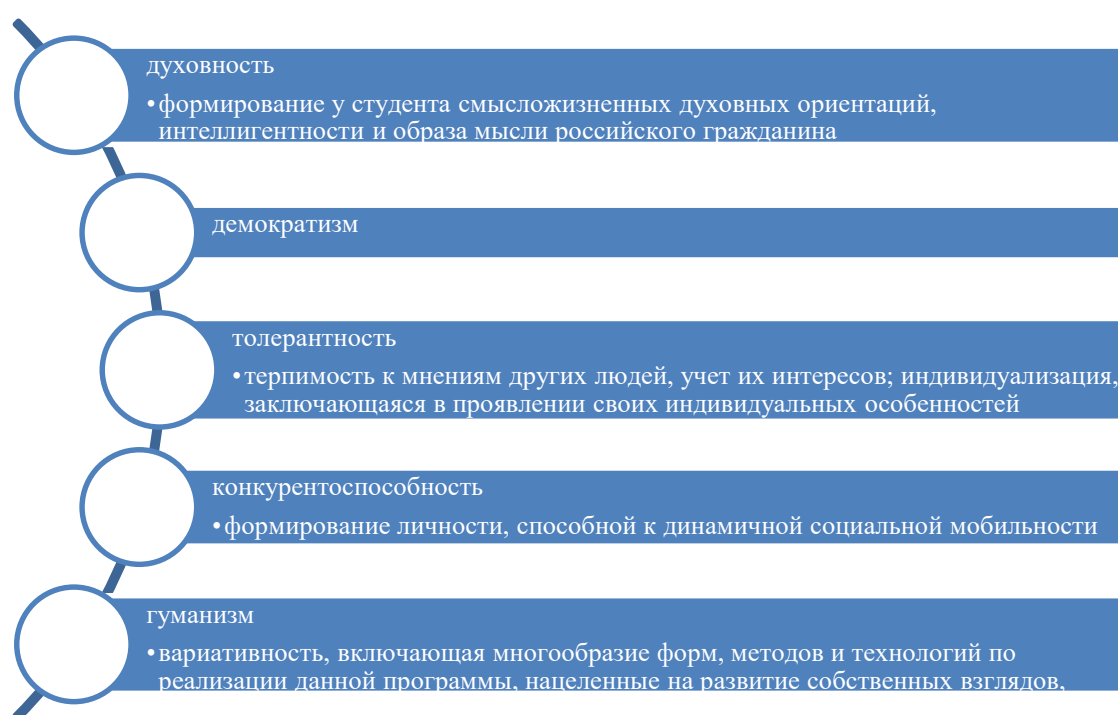 духовность
•формирование у студента смысложизненных духовных ориентаций,
интеллигентности и образа мысли российского гражданина
демократизм
толерантность
•терпимость к мнениям других людей, учет их интересов; индивидуализация,
заключающаяся в проявлении своих индивидуальных особенностей
конкурентоспособность
•формирование личности, способной к динамичной социальной мобильности
гуманизм
•вариативность, включающая многообразие форм, методов и технологий по
реализации данной программы, нацеленные на развитие собственных взглядов,